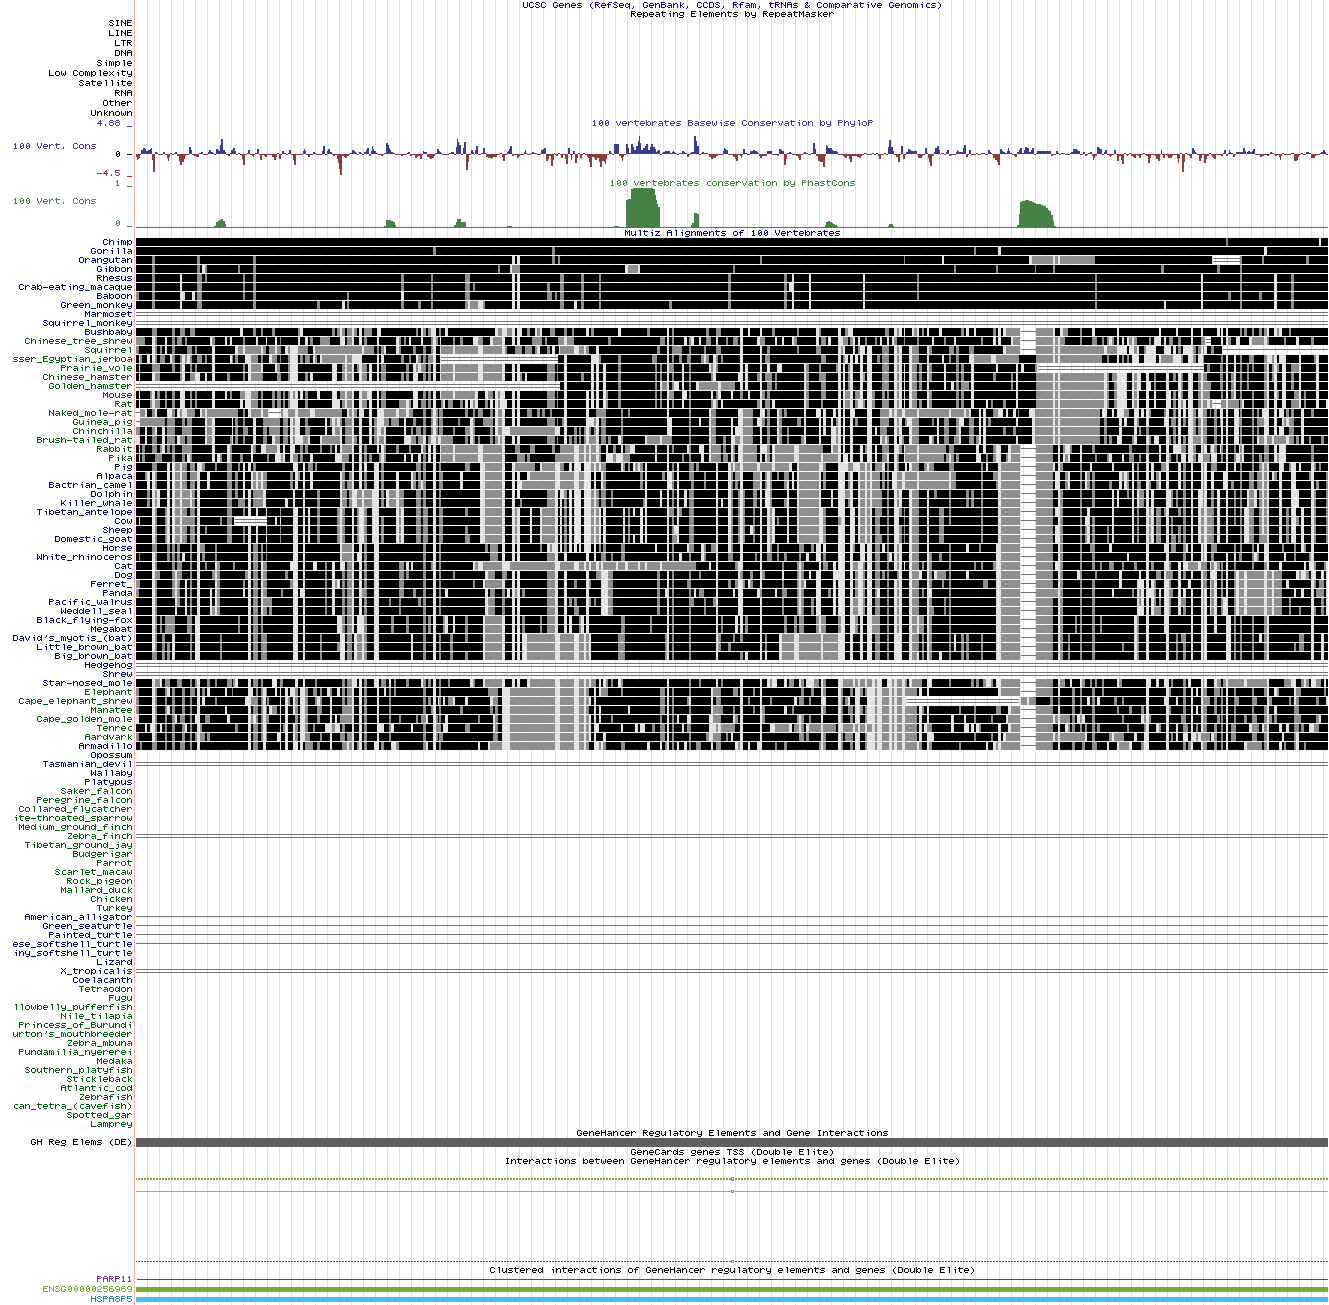 UCSC Genes (RefSeq, GenBank, CCDS, Rfam, tRNAs & Comparative Genomics)
Repeating Elements by RepeatMasker
SINE
LINE
LTR
DNA
Simple
Low Complexity
Satellite
RNA
Other
Unknown
4.88 _
100 vertebrates Basewise Conservation by PhyloP
100 Vert. Cons
0 _
-4.5 _
1 _
100 vertebrates conservation by PhastCons
100 Vert. Cons
0 _
Multiz Alignments of 100 Vertebrates
Chimp
Gorilla
Orangutan
Gibbon
Rhesus
Crab-eating_macaque
Baboon
Green_monkey
Marmoset
Squirrel_monkey
Bushbaby
Chinese_tree_shrew
Squirrel
sser_Egyptian_jerboa
Prairie_vole
Chinese_hamster
Golden_hamster
Mouse
Rat
Naked_mole-rat
Guinea_pig
Chinchilla
Brush-tailed_rat
Rabbit
Pika
Pig
Alpaca
Bactrian_camel
Dolphin
Killer_whale
Tibetan_antelope
Cow
Sheep
Domestic_goat
Horse
White_rhinoceros
Cat
Dog
Ferret_
Panda
Pacific_walrus
Weddell_seal
Black_flying-fox
Megabat
David's_myotis_(bat)
Little_brown_bat
Big_brown_bat
Hedgehog
Shrew
Star-nosed_mole
Elephant
Cape_elephant_shrew
Manatee
Cape_golden_mole
Tenrec
Aardvark
Armadillo
Opossum
Tasmanian_devil
Wallaby
Platypus
Saker_falcon
Peregrine_falcon
Collared_flycatcher
ite-throated_sparrow
Medium_ground_finch
Zebra_finch
Tibetan_ground_jay
Budgerigar
Parrot
Scarlet_macaw
Rock_pigeon
Mallard_duck
Chicken
Turkey
American_alligator
Green_seaturtle
Painted_turtle
ese_softshell_turtle
iny_softshell_turtle
Lizard
X_tropicalis
Coelacanth
Tetraodon
Fugu
llowbelly_pufferfish
Nile_tilapia
Princess_of_Burundi
urton's_mouthbreeder
Zebra_mbuna
Pundamilia_nyererei
Medaka
Southern_platyfish
Stickleback
Atlantic_cod
Zebrafish
can_tetra_(cavefish)
Spotted_gar
Lamprey
GeneHancer Regulatory Elements and Gene Interactions
GH Reg Elems (DE)
GeneCards genes TSS (Double Elite)
Interactions between GeneHancer regulatory elements and genes (Double Elite)
Clustered interactions of GeneHancer regulatory elements and genes (Double Elite)
PARP11
ENSG00000256969
HSPA8P5